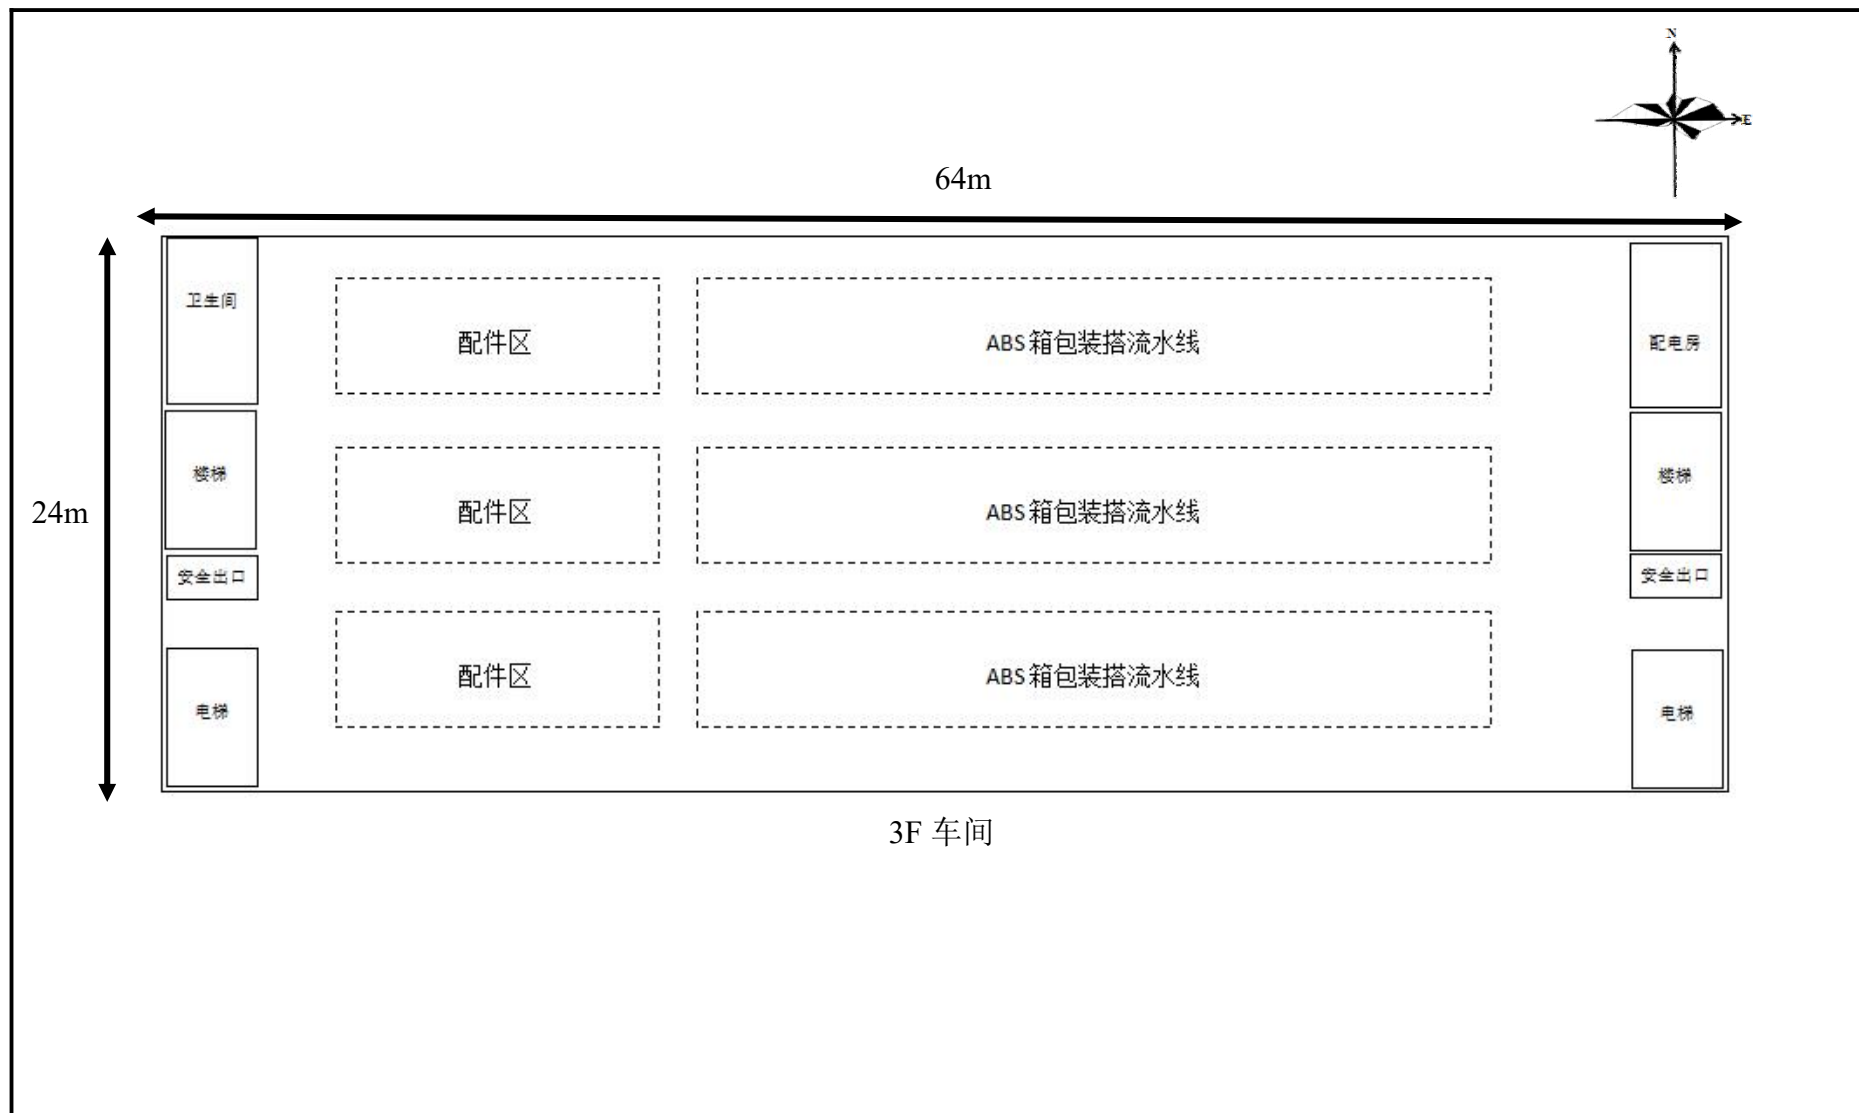 N
E
64m
卫生间
配件区
ABS箱包装搭流水线
配电房
楼梯
配件区
ABS箱包装搭流水线
楼梯
24m
安全出口
安全出口
配件区
ABS箱包装搭流水线
电梯
电梯
3F 车间